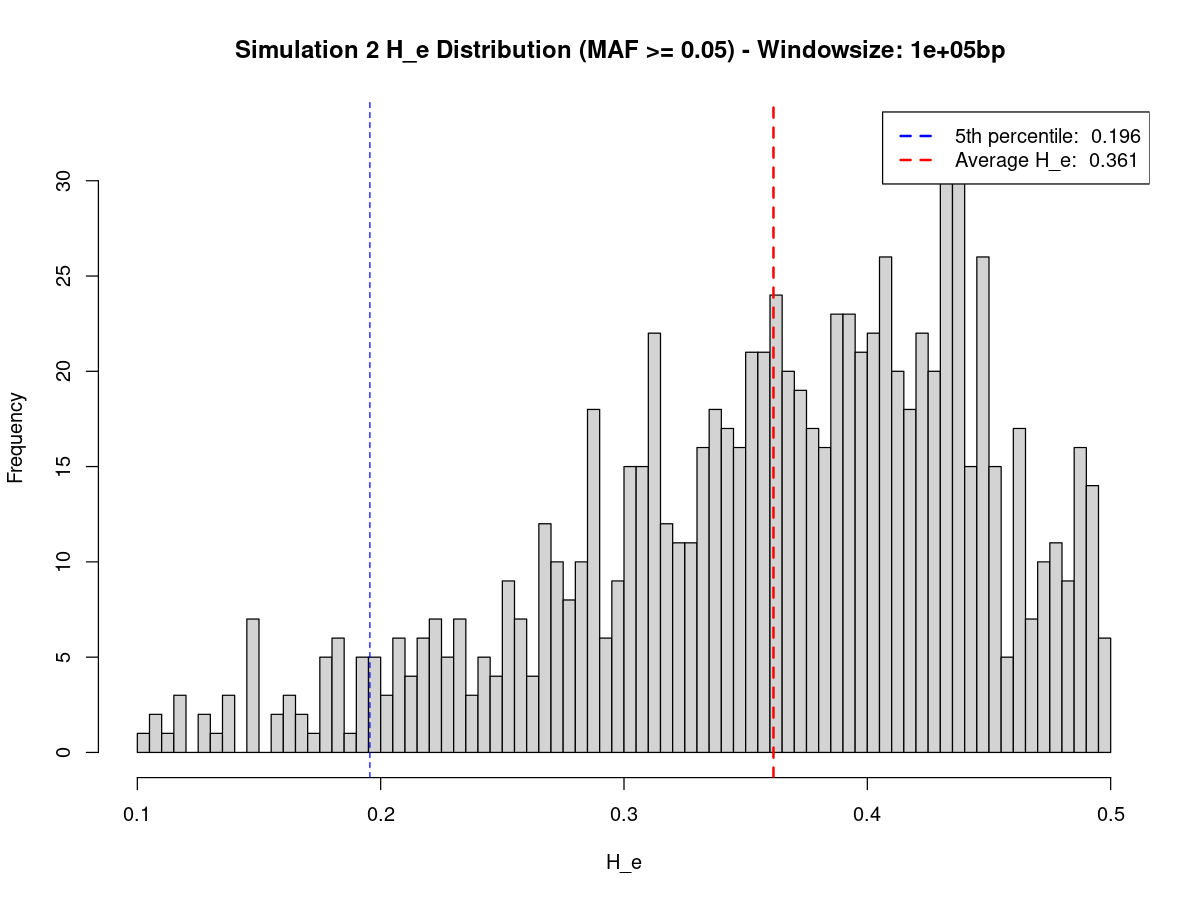 Simulation 2 H_e Distribution (MAF >= 0.05) - Windowsize: 1e+05bp
5th percentile: 0.196
Average H_e: 0.361
Frequency
30
25
20
15
10
5
0
0.1 0.2 0.3 0.4 0.5
H_e